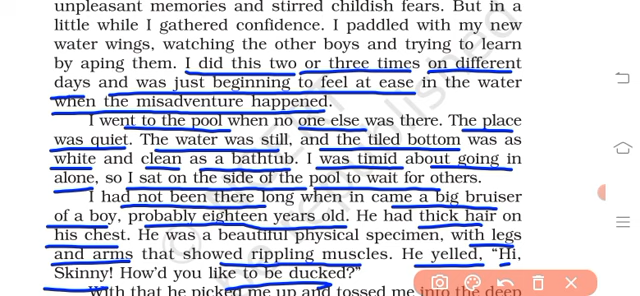 unpleasant memories and stirred childish fears. But in a
little while I gathered confidence. I paddled with my new
water wings, watching the other boys and trying to learn
by aping them. I did this two or three times on different
days and was just beginning to feel at ease in the water
when the misadventure happened.
I went to the pool when no one else was there. The place
was quiet. The water was still, and the tiled bottom was as
white and clean as a bathtub. I was timid about going in
alone, so I sat on the side of the pool to wait for others.
I had not been there long when in came a big bruiser
of a boy, probably eighteen years old. He had thick hair on
his chest. He was a beautiful physical specimen, with legs
and arms that showed rippling muscles. He yelled, “Hi,
Skinny! How'd you like to be ducked?”
With that he picked me up and tossed me into the deep